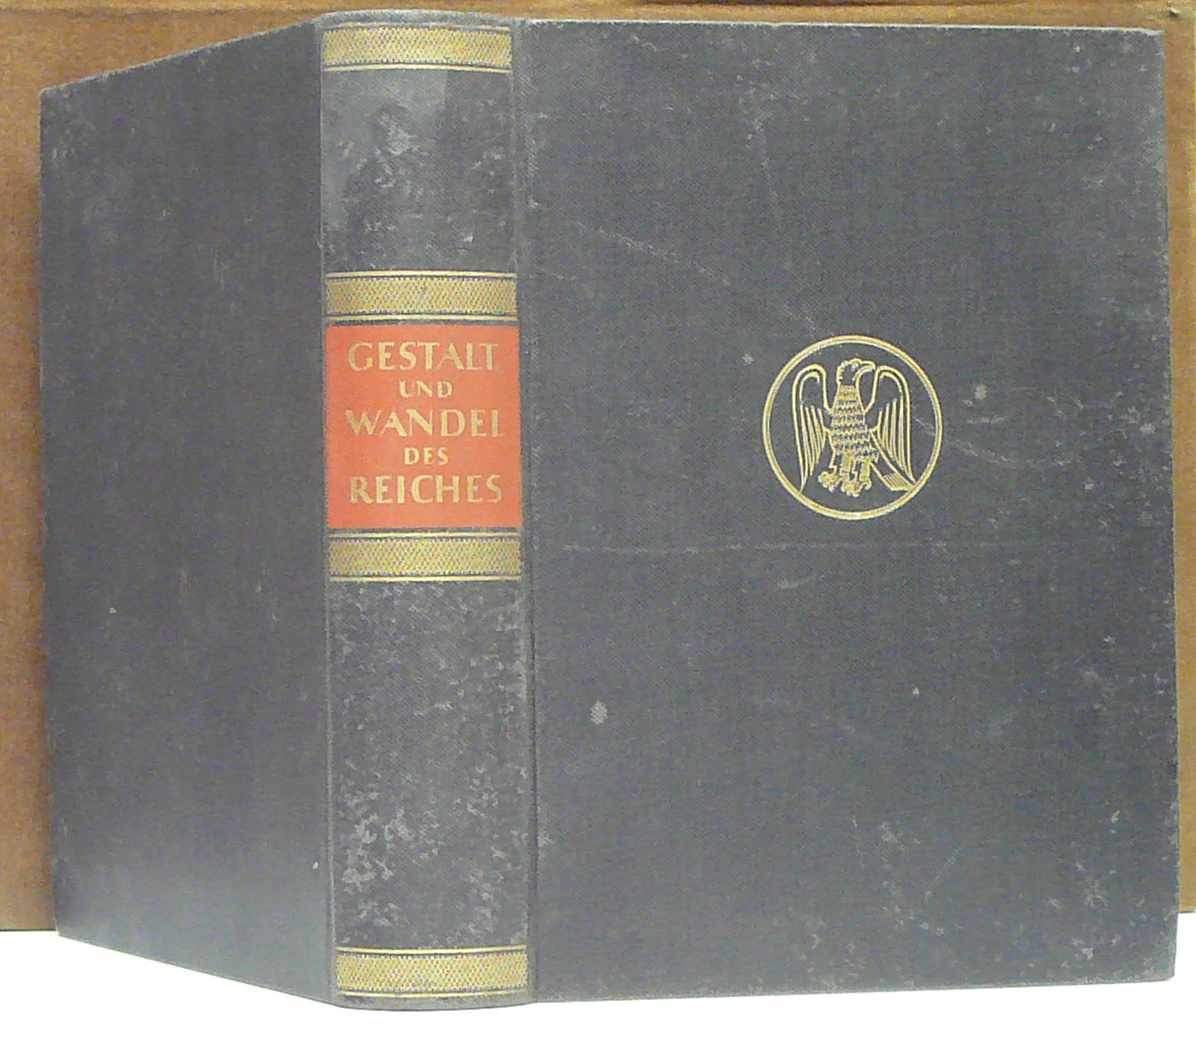 GESTALT
UND
WANDEL
DES
REICHES